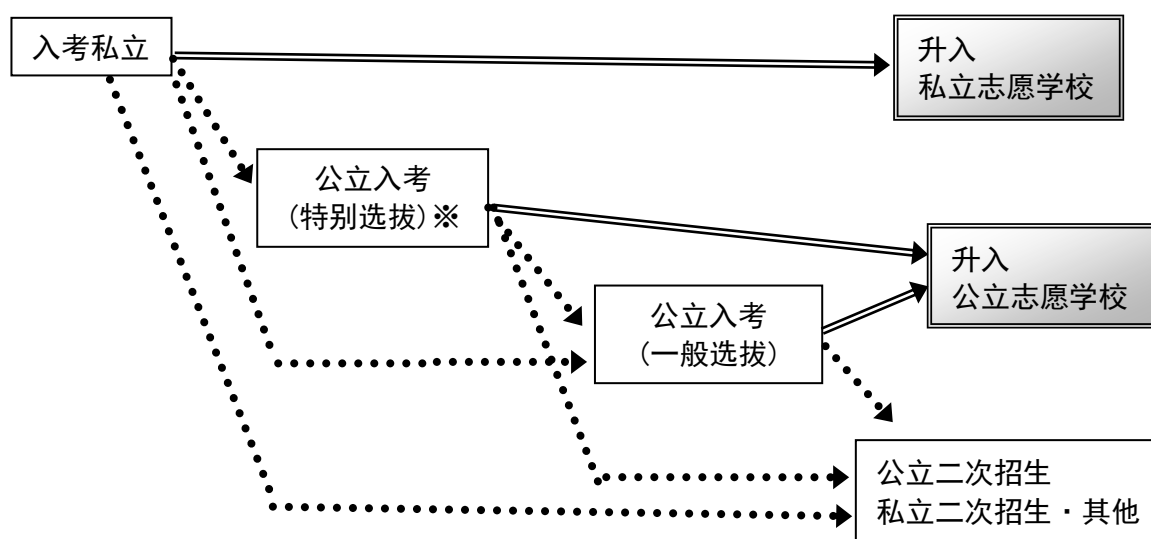 入考私立
升入
私立志愿学校
公立入考
(特别选拔)※
升入
公立志愿学校
公立入考
(一般选拔)
公立二次招生
私立二次招生・其他